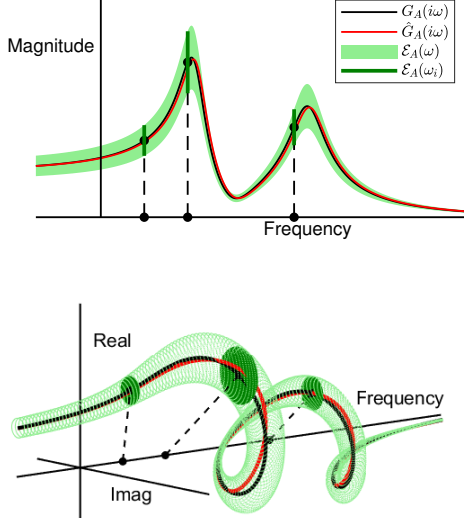 Magnitude
G_A(iω)
Ĝ_A(iω)
ℰ_A(ω)
ℰ_A(ω_i)
Frequency
Real
Frequency
Imag